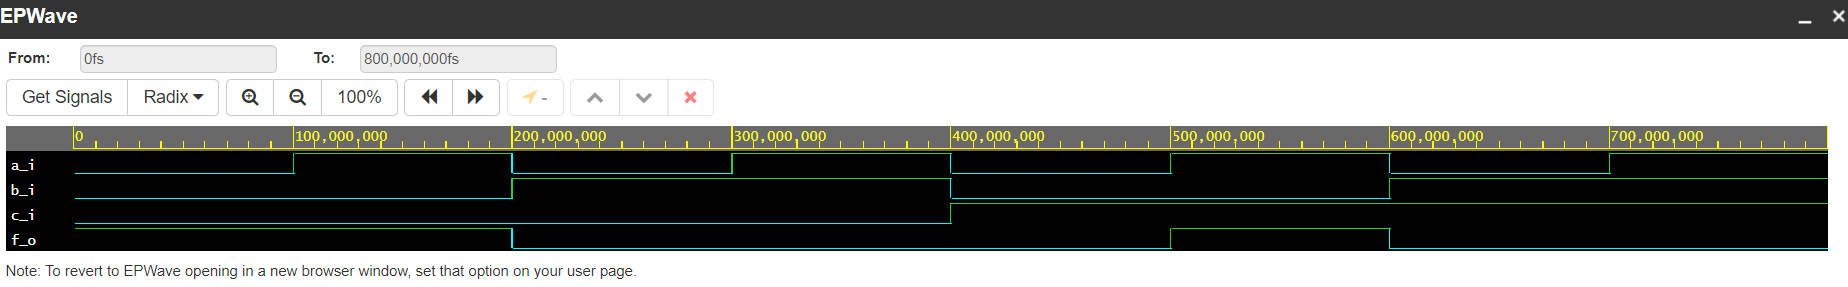 EPWave
From: 0fs To: 800,000,000fs
Get Signals Radix 100% -
0 100,000,000 200,000,000 300,000,000 400,000,000 500,000,000 600,000,000 700,000,000
a_i
b_i
c_i
f_o
Note: To revert to EPWave opening in a new browser window, set that option on your user page.